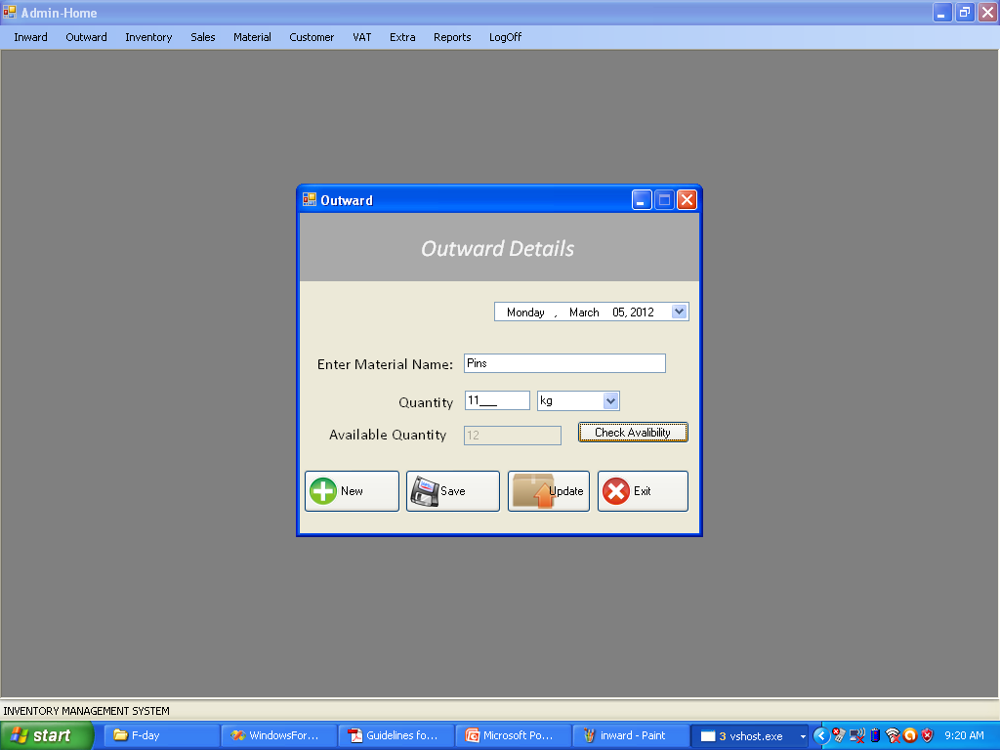 Admin-Home
Inward Outward Inventory Sales Material Customer VAT Extra Reports LogOff
Outward
Outward Details
Monday , March 05, 2012
Enter Material Name: Pins
Quantity 11___ kg
Available Quantity 12 Check Avalibility
New Save Update Exit
INVENTORY MANAGEMENT SYSTEM
start F-day WindowsFor... Guidelines fo... Microsoft Po... inward - Paint 3 vshost.exe 9:20 AM